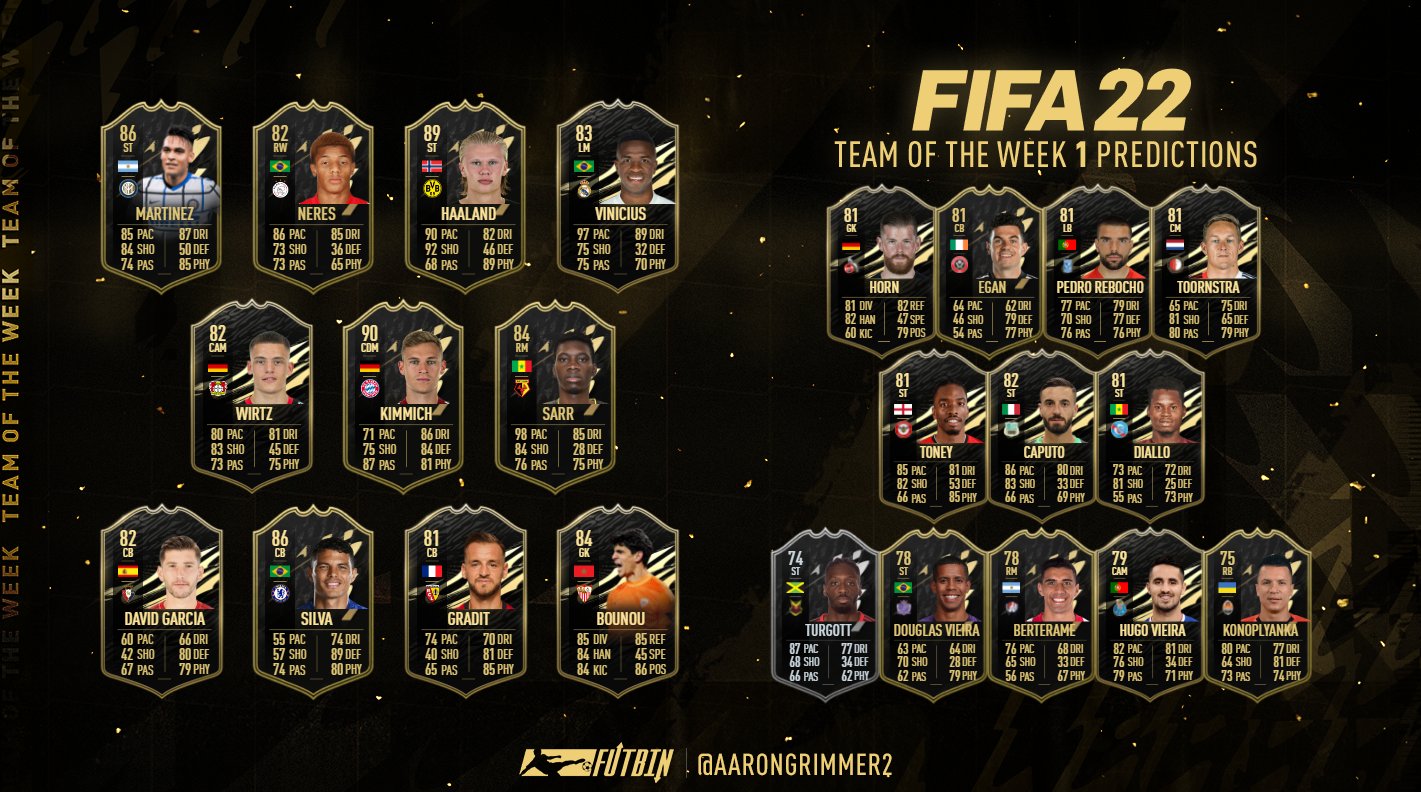 TEAM OF THE WEEK TEAM OF THE WEEK TEAM OF THE WEEK
FIFA 22
TEAM OF THE WEEK 1 PREDICTIONS
86
ST
MARTINEZ
85 PAC 87 DRI
84 SHO 50 DEF
74 PAS 85 PHY
82
RW
NERES
86 PAC 85 DRI
73 SHO 36 DEF
73 PAS 65 PHY
89
ST
BVB
09
HAALAND
90 PAC 82 DRI
92 SHO 46 DEF
68 PAS 89 PHY
83
LM
VINICIUS
97 PAC 89 DRI
75 SHO 32 DEF
75 PAS 70 PHY
82
CAM
WIRTZ
80 PAC 81 DRI
83 SHO 45 DEF
73 PAS 75 PHY
90
CDM
KIMMICH
71 PAC 86 DRI
75 SHO 84 DEF
87 PAS 81 PHY
84
RM
SARR
98 PAC 85 DRI
84 SHO 28 DEF
76 PAS 75 PHY
82
CB
DAVID GARCIA
60 PAC 66 DRI
42 SHO 80 DEF
67 PAS 79 PHY
86
CB
SILVA
55 PAC 74 DRI
57 SHO 89 DEF
74 PAS 80 PHY
81
CB
GRADIT
74 PAC 70 DRI
40 SHO 81 DEF
65 PAS 85 PHY
84
GK
BOUNOU
85 DIV 85 REF
84 HAN 45 SPE
84 KIC 86 POS
81
GK
HORN
81 DIV 82 REF
82 HAN 47 SPE
60 KIC 79 POS
81
CB
EGAN
64 PAC 62 DRI
46 SHO 79 DEF
54 PAS 77 PHY
81
LB
PEDRO REBOCHO
77 PAC 79 DRI
70 SHO 77 DEF
76 PAS 76 PHY
81
CM
TOORNSTRA
65 PAC 75 DRI
81 SHO 65 DEF
80 PAS 79 PHY
81
ST
TONEY
85 PAC 81 DRI
82 SHO 53 DEF
66 PAS 85 PHY
82
ST
CAPUTO
86 PAC 80 DRI
83 SHO 33 DEF
66 PAS 69 PHY
81
ST
DIALLO
73 PAC 72 DRI
81 SHO 25 DEF
55 PAS 73 PHY
74
ST
TURGOTT
87 PAC 77 DRI
68 SHO 34 DEF
66 PAS 62 PHY
78
ST
DOUGLAS VIEIRA
63 PAC 64 DRI
70 SHO 28 DEF
62 PAS 79 PHY
78
RM
BERTERAME
76 PAC 68 DRI
65 SHO 33 DEF
56 PAS 67 PHY
79
CAM
HUGO VIEIRA
82 PAC 81 DRI
76 SHO 34 DEF
79 PAS 71 PHY
75
RB
KONOPLYANKA
80 PAC 77 DRI
64 SHO 81 DEF
73 PAS 74 PHY
FUTBIN @AARONGRIMMER2